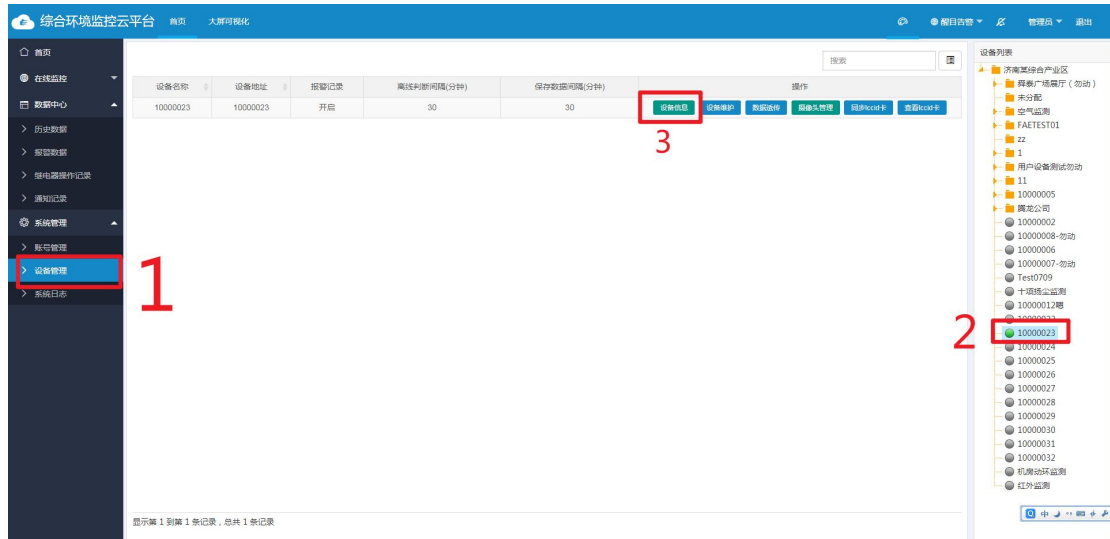 综合环境监控云平台 首页 大屏可视化 醒目告警 管理员 退出
首页
在线监控
数据中心
历史数据
报警数据
继电器操作记录
通知记录
系统管理
账号管理
设备管理
系统日志
1
搜索
设备名称 设备地址 报警记录 离线判断间隔(分钟) 保存数据间隔(分钟) 操作
10000023 10000023 开启 30 30 设备信息 设备维护 数据转传 摄像头管理 同步iccid卡 查看iccid卡
3
显示第 1 到第 1 条记录，总共 1 条记录
设备列表
济南某综合产业区
舜泰广场展厅（勿动）
未分配
空气监测
FAETEST01
zz
1
用户设备测试勿动
11
10000005
腾龙公司
10000002
10000008-勿动
10000006
10000007-勿动
Test0709
十项扬尘监测
10000012嗯
2
10000023
10000024
10000025
10000026
10000027
10000028
10000029
10000030
10000031
10000032
机房动环监测
红外监测
中